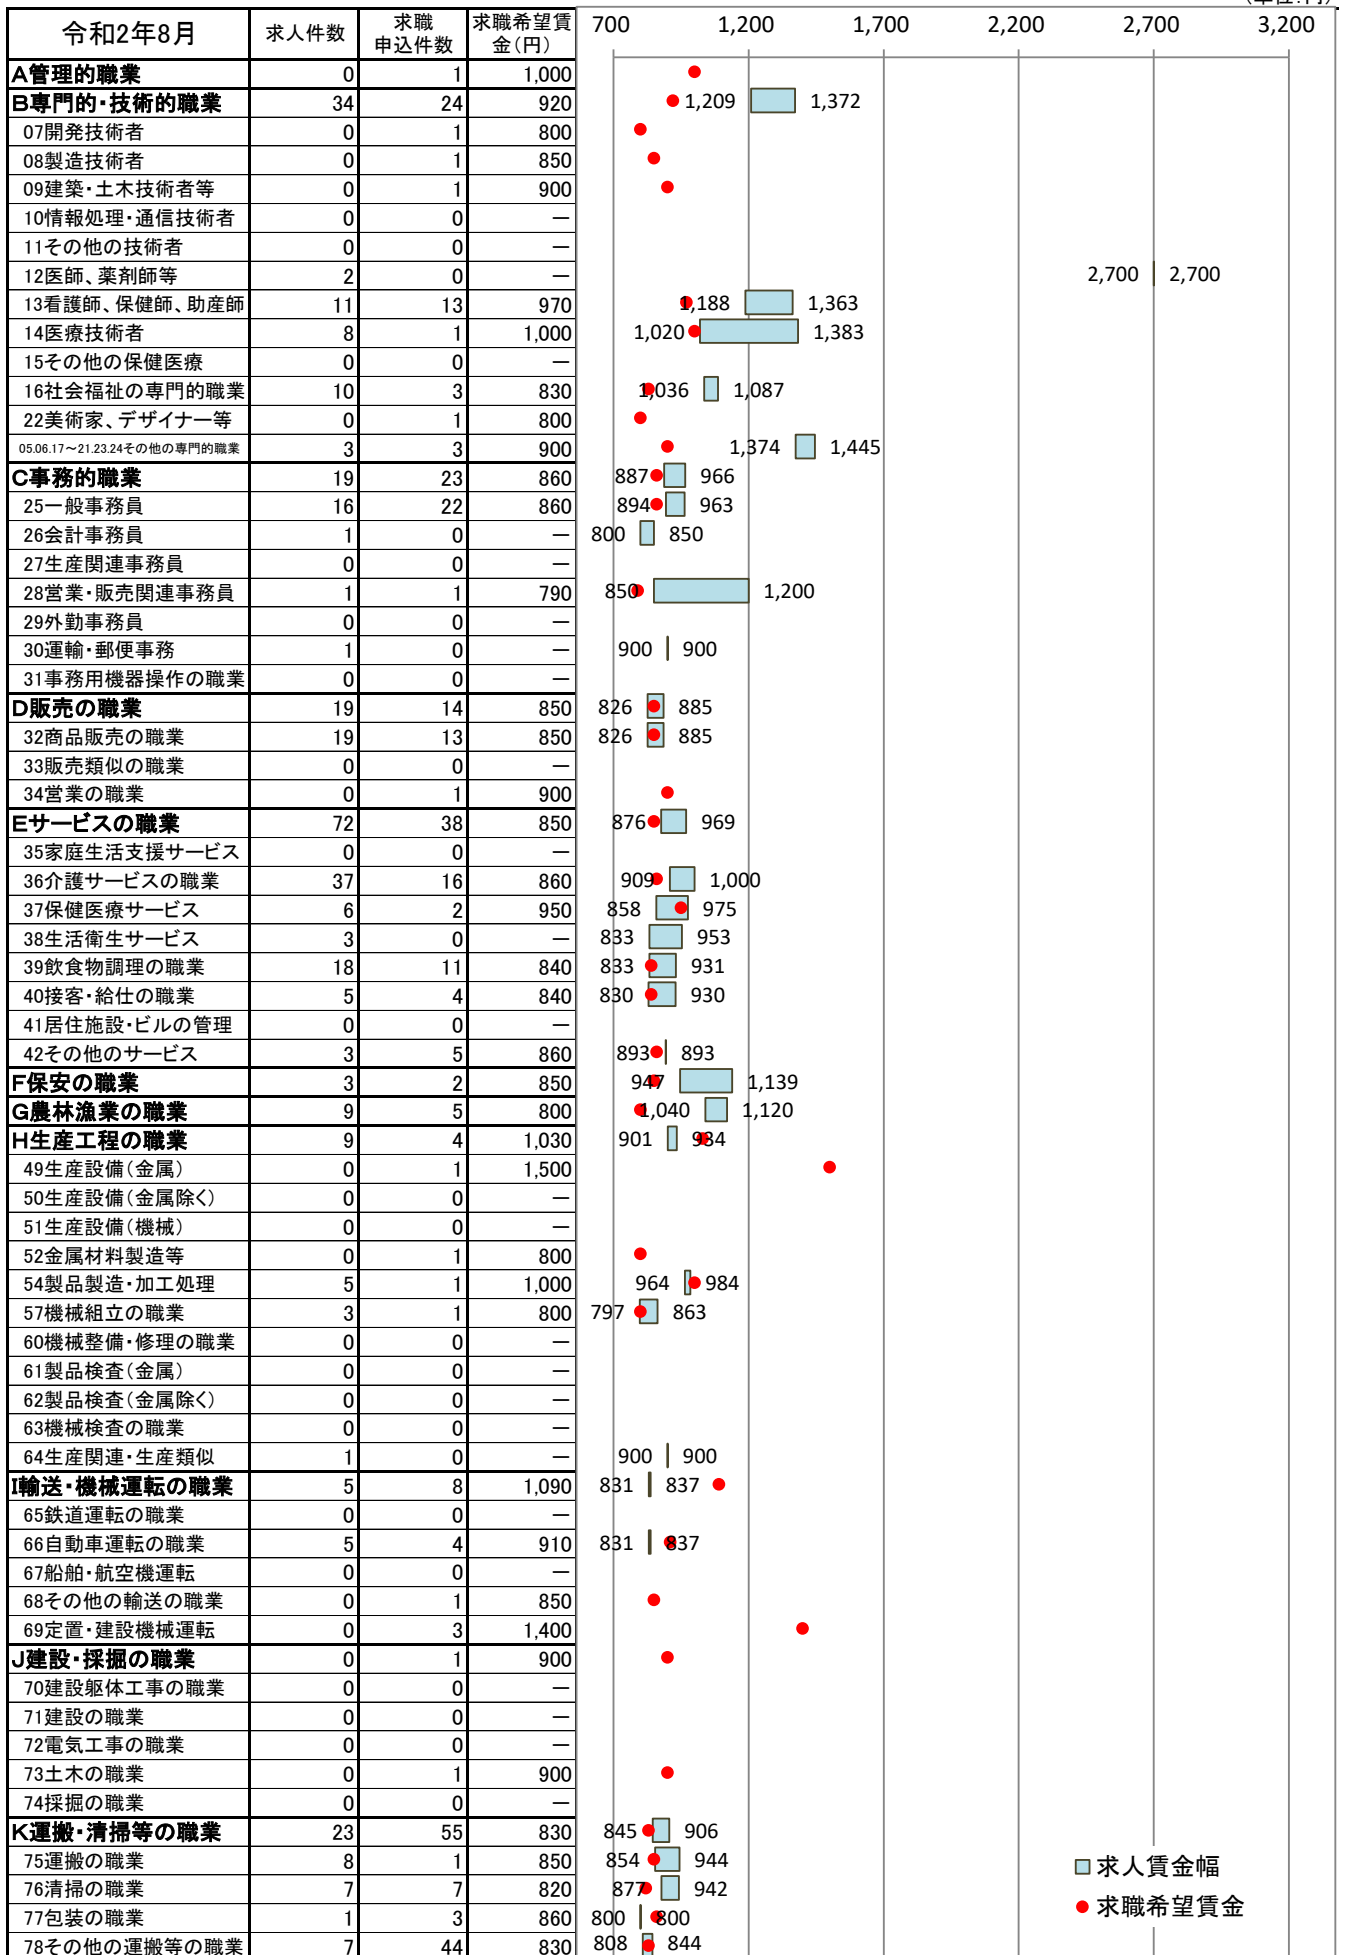 (単位:円)
令和2年8月 求人件数 求職申込件数 求職希望賃金(円) 700 1,200 1,700 2,200 2,700 3,200
A管理的職業 0 1 1,000
B専門的・技術的職業 34 24 920 1,209 1,372
07開発技術者 0 1 800
08製造技術者 0 1 850
09建築・土木技術者等 0 1 900
10情報処理・通信技術者 0 0 ―
11その他の技術者 0 0 ―
12医師、薬剤師等 2 0 ― 2,700 2,700
13看護師、保健師、助産師 11 13 970 1,188 1,363
14医療技術者 8 1 1,000 1,020 1,383
15その他の保健医療 0 0 ―
16社会福祉の専門的職業 10 3 830 1,036 1,087
22美術家、デザイナー等 0 1 800
05.06.17～21.23.24その他の専門的職業 3 3 900 1,374 1,445
C事務的職業 19 23 860 887 966
25一般事務員 16 22 860 894 963
26会計事務員 1 0 ― 800 850
27生産関連事務員 0 0 ―
28営業・販売関連事務員 1 1 790 850 1,200
29外勤事務員 0 0 ―
30運輸・郵便事務 1 0 ― 900 900
31事務用機器操作の職業 0 0 ―
D販売の職業 19 14 850 826 885
32商品販売の職業 19 13 850 826 885
33販売類似の職業 0 0 ―
34営業の職業 0 1 900
Eサービスの職業 72 38 850 876 969
35家庭生活支援サービス 0 0 ―
36介護サービスの職業 37 16 860 909 1,000
37保健医療サービス 6 2 950 858 975
38生活衛生サービス 3 0 ― 833 953
39飲食物調理の職業 18 11 840 833 931
40接客・給仕の職業 5 4 840 830 930
41居住施設・ビルの管理 0 0 ―
42その他のサービス 3 5 860 893 893
F保安の職業 3 2 850 947 1,139
G農林漁業の職業 9 5 800 1,040 1,120
H生産工程の職業 9 4 1,030 901 934
49生産設備(金属) 0 1 1,500
50生産設備(金属除く) 0 0 ―
51生産設備(機械) 0 0 ―
52金属材料製造等 0 1 800
54製品製造・加工処理 5 1 1,000 964 984
57機械組立の職業 3 1 800 797 863
60機械整備・修理の職業 0 0 ―
61製品検査(金属) 0 0 ―
62製品検査(金属除く) 0 0 ―
63機械検査の職業 0 0 ―
64生産関連・生産類似 1 0 ― 900 900
I輸送・機械運転の職業 5 8 1,090 831 837
65鉄道運転の職業 0 0 ―
66自動車運転の職業 5 4 910 831 837
67船舶・航空機運転 0 0 ―
68その他の輸送の職業 0 1 850
69定置・建設機械運転 0 3 1,400
J建設・採掘の職業 0 1 900
70建設躯体工事の職業 0 0 ―
71建設の職業 0 0 ―
72電気工事の職業 0 0 ―
73土木の職業 0 1 900
74採掘の職業 0 0 ―
K運搬・清掃等の職業 23 55 830 845 906
75運搬の職業 8 1 850 854 944
76清掃の職業 7 7 820 877 942
77包装の職業 1 3 860 800 800
78その他の運搬等の職業 7 44 830 808 844
求人賃金幅
求職希望賃金